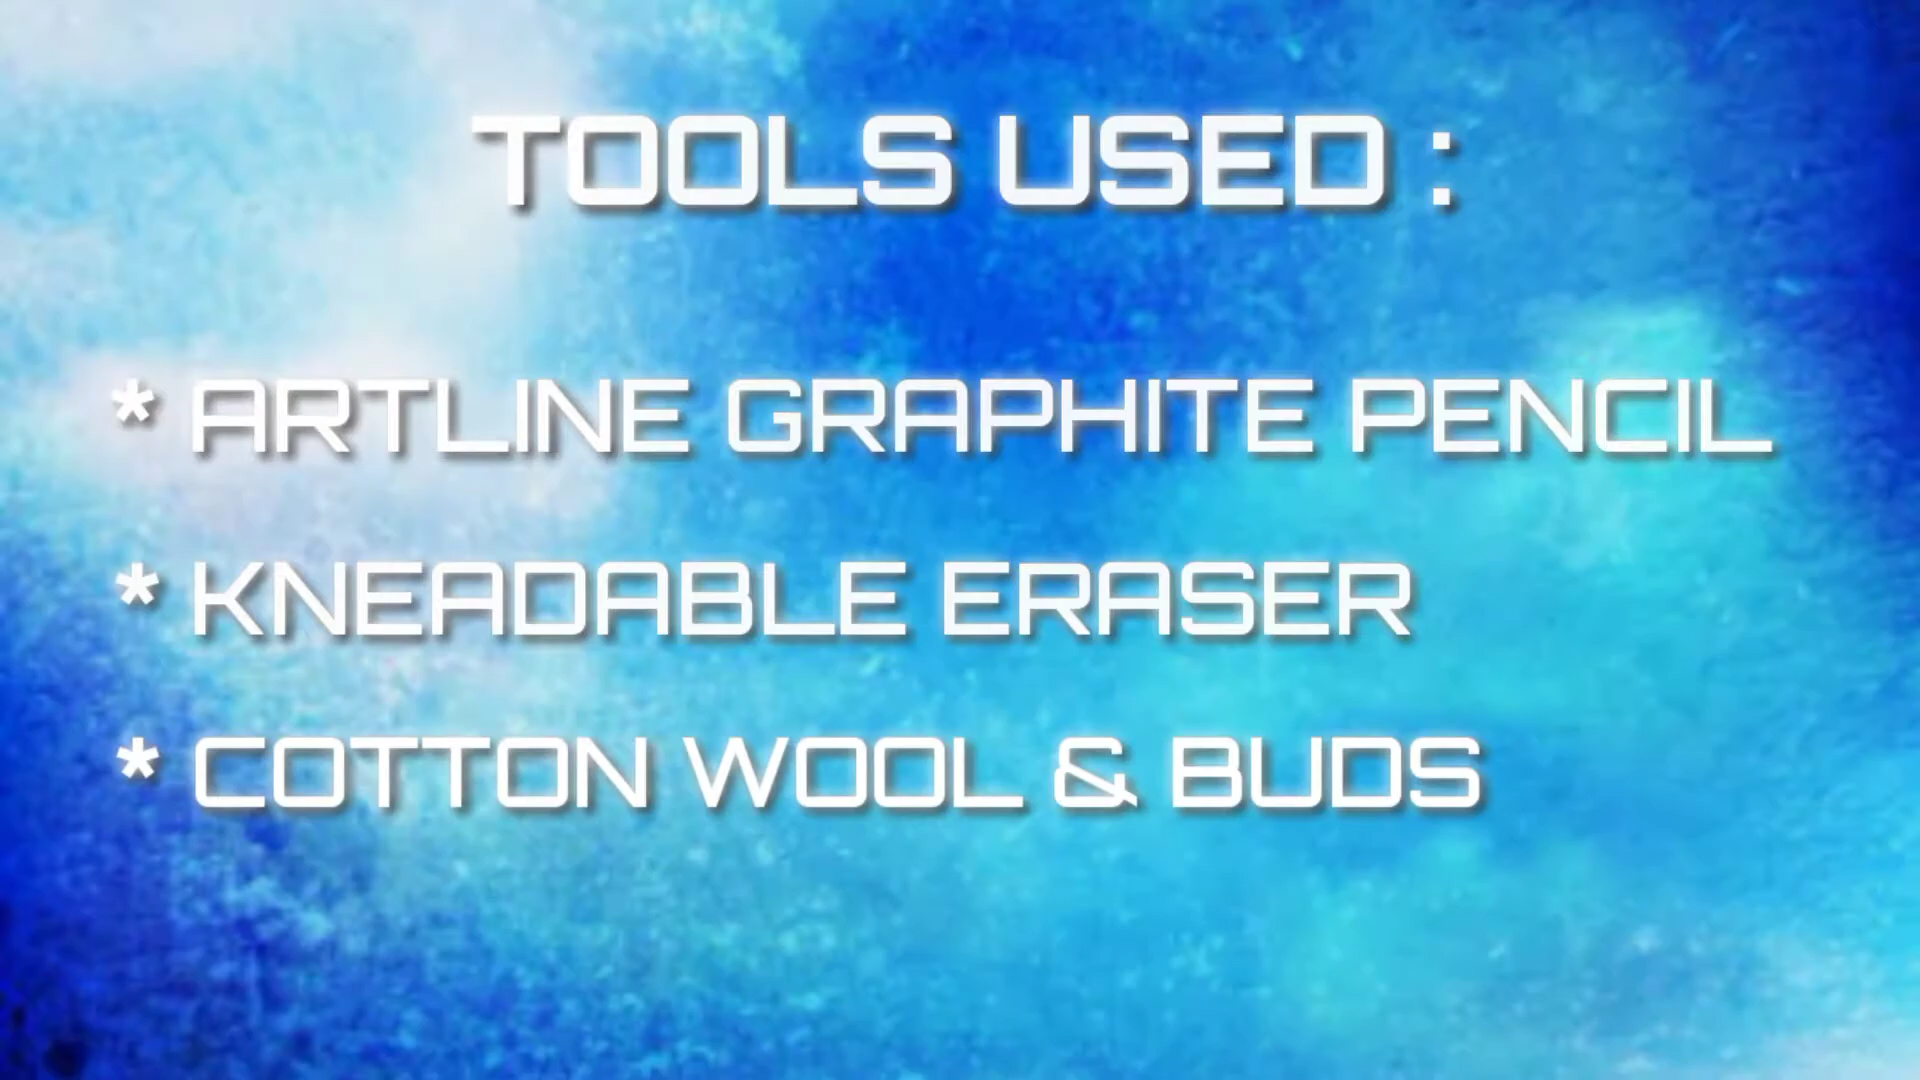 TOOLS USED :
* ARTLINE GRAPHITE PENCIL
* KNEADABLE ERASER
* COTTON WOOL & BUDS